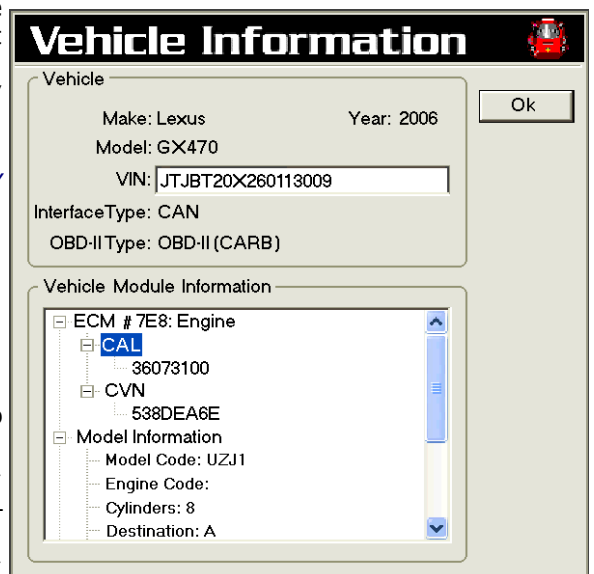 Vehicle Information
Vehicle
Make: Lexus Year: 2006
Ok
Model: GX470
VIN: JTJBT20X260113009
InterfaceType: CAN
OBD-II Type: OBD-II (CARB)
Vehicle Module Information
ECM # 7E8: Engine
CAL
36073100
CVN
538DEA6E
Model Information
Model Code: UZJ1
Engine Code:
Cylinders: 8
Destination: A